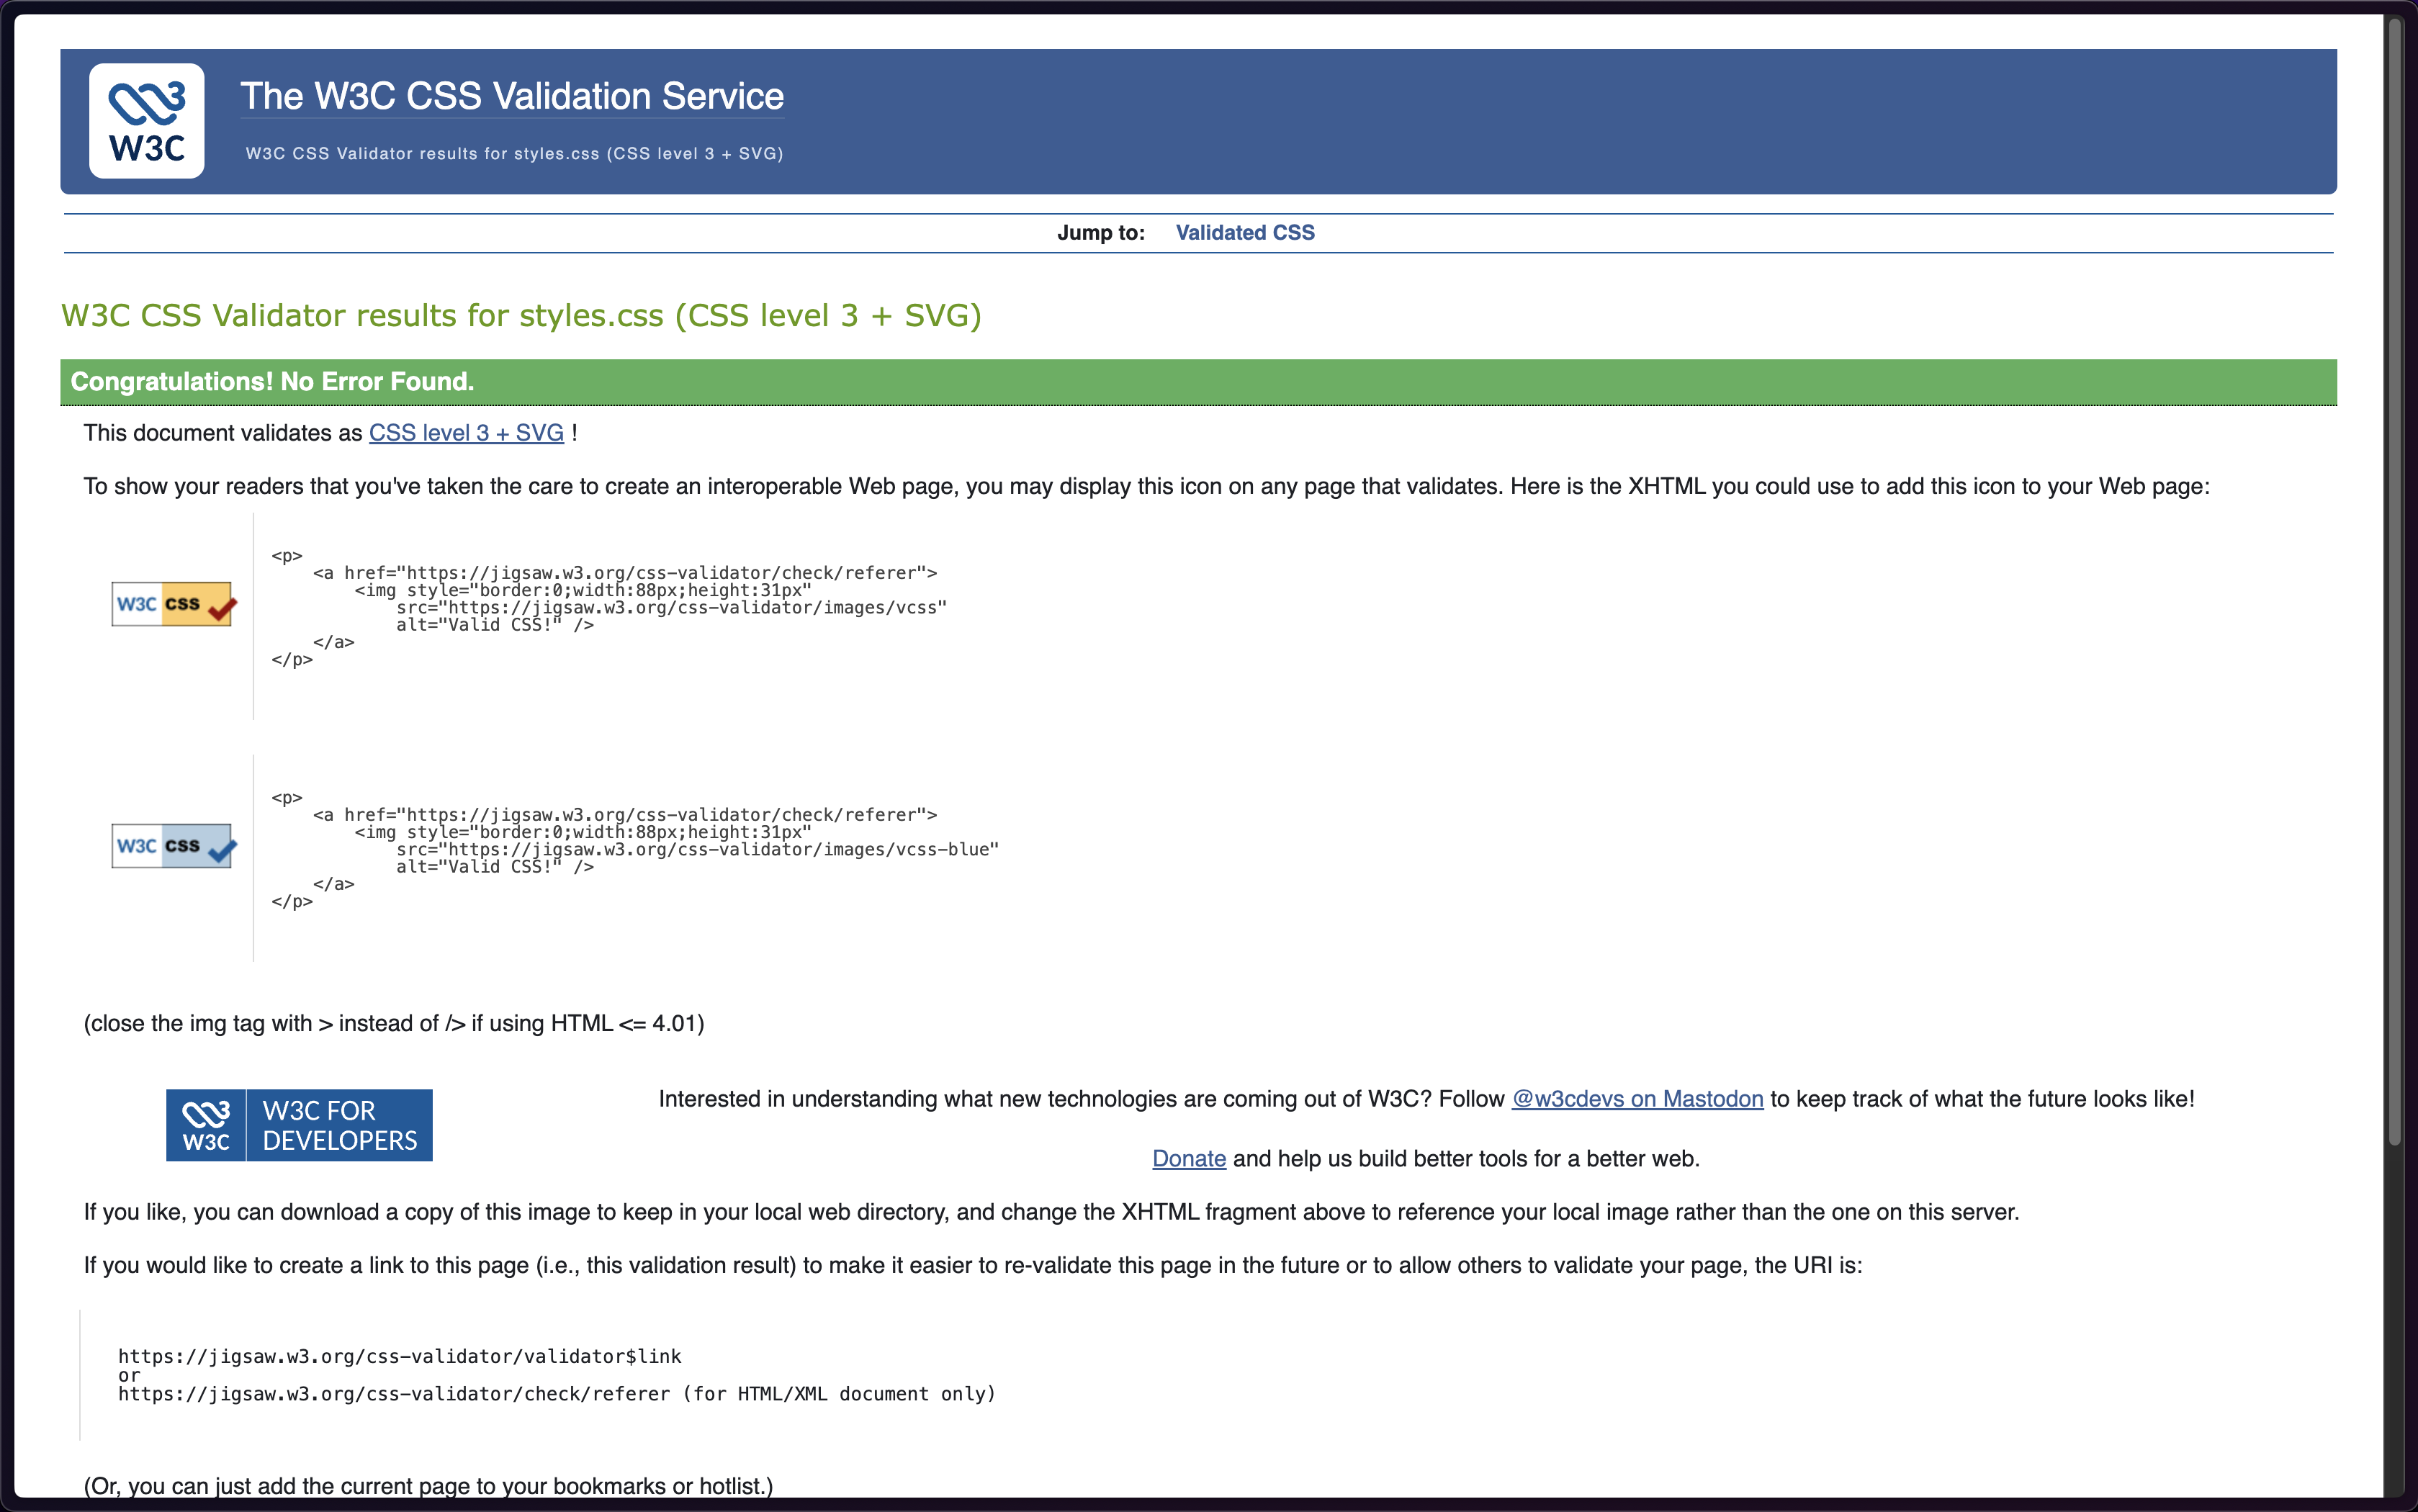 W3C
The W3C CSS Validation Service
W3C CSS Validator results for styles.css (CSS level 3 + SVG)
Jump to: Validated CSS
W3C CSS Validator results for styles.css (CSS level 3 + SVG)
Congratulations! No Error Found.
This document validates as CSS level 3 + SVG !
To show your readers that you've taken the care to create an interoperable Web page, you may display this icon on any page that validates. Here is the XHTML you could use to add this icon to your Web page:
W3C css
<p>
    <a href="https://jigsaw.w3.org/css-validator/check/referer">
        <img style="border:0;width:88px;height:31px"
            src="https://jigsaw.w3.org/css-validator/images/vcss"
            alt="Valid CSS!" />
    </a>
</p>
W3C css
<p>
    <a href="https://jigsaw.w3.org/css-validator/check/referer">
        <img style="border:0;width:88px;height:31px"
            src="https://jigsaw.w3.org/css-validator/images/vcss-blue"
            alt="Valid CSS!" />
    </a>
</p>
(close the img tag with > instead of /> if using HTML <= 4.01)
W3C
W3C FOR
DEVELOPERS
Interested in understanding what new technologies are coming out of W3C? Follow @w3cdevs on Mastodon to keep track of what the future looks like!
Donate and help us build better tools for a better web.
If you like, you can download a copy of this image to keep in your local web directory, and change the XHTML fragment above to reference your local image rather than the one on this server.
If you would like to create a link to this page (i.e., this validation result) to make it easier to re-validate this page in the future or to allow others to validate your page, the URI is:
https://jigsaw.w3.org/css-validator/validator$link
or
https://jigsaw.w3.org/css-validator/check/referer (for HTML/XML document only)
(Or, you can just add the current page to your bookmarks or hotlist.)